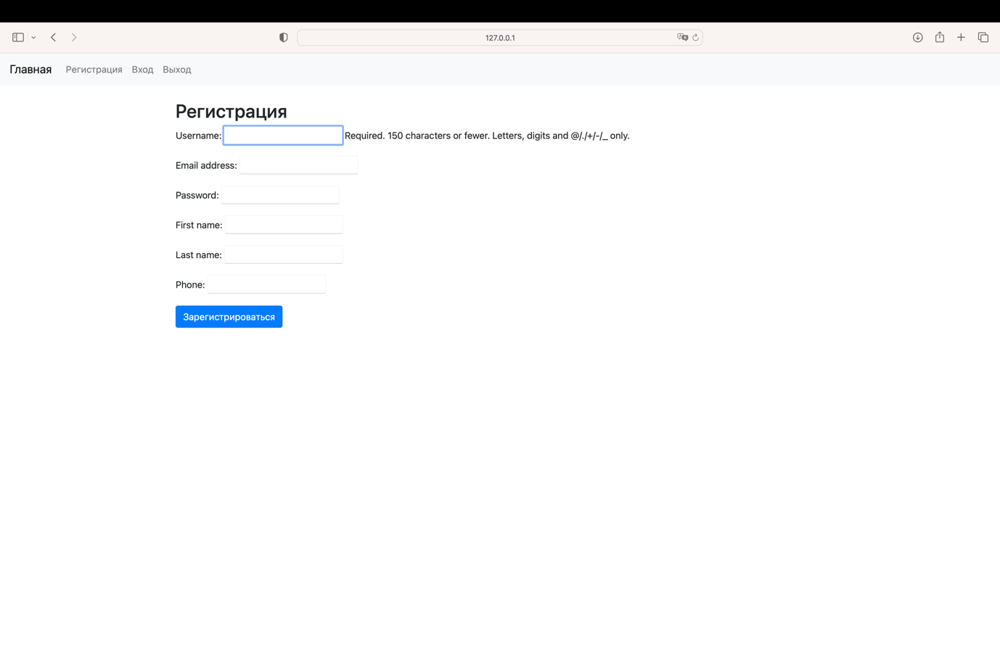 127.0.0.1
Главная Регистрация Вход Выход
Регистрация
Username: Required. 150 characters or fewer. Letters, digits and @/./+/-/_ only.
Email address:
Password:
First name:
Last name:
Phone:
Зарегистрироваться